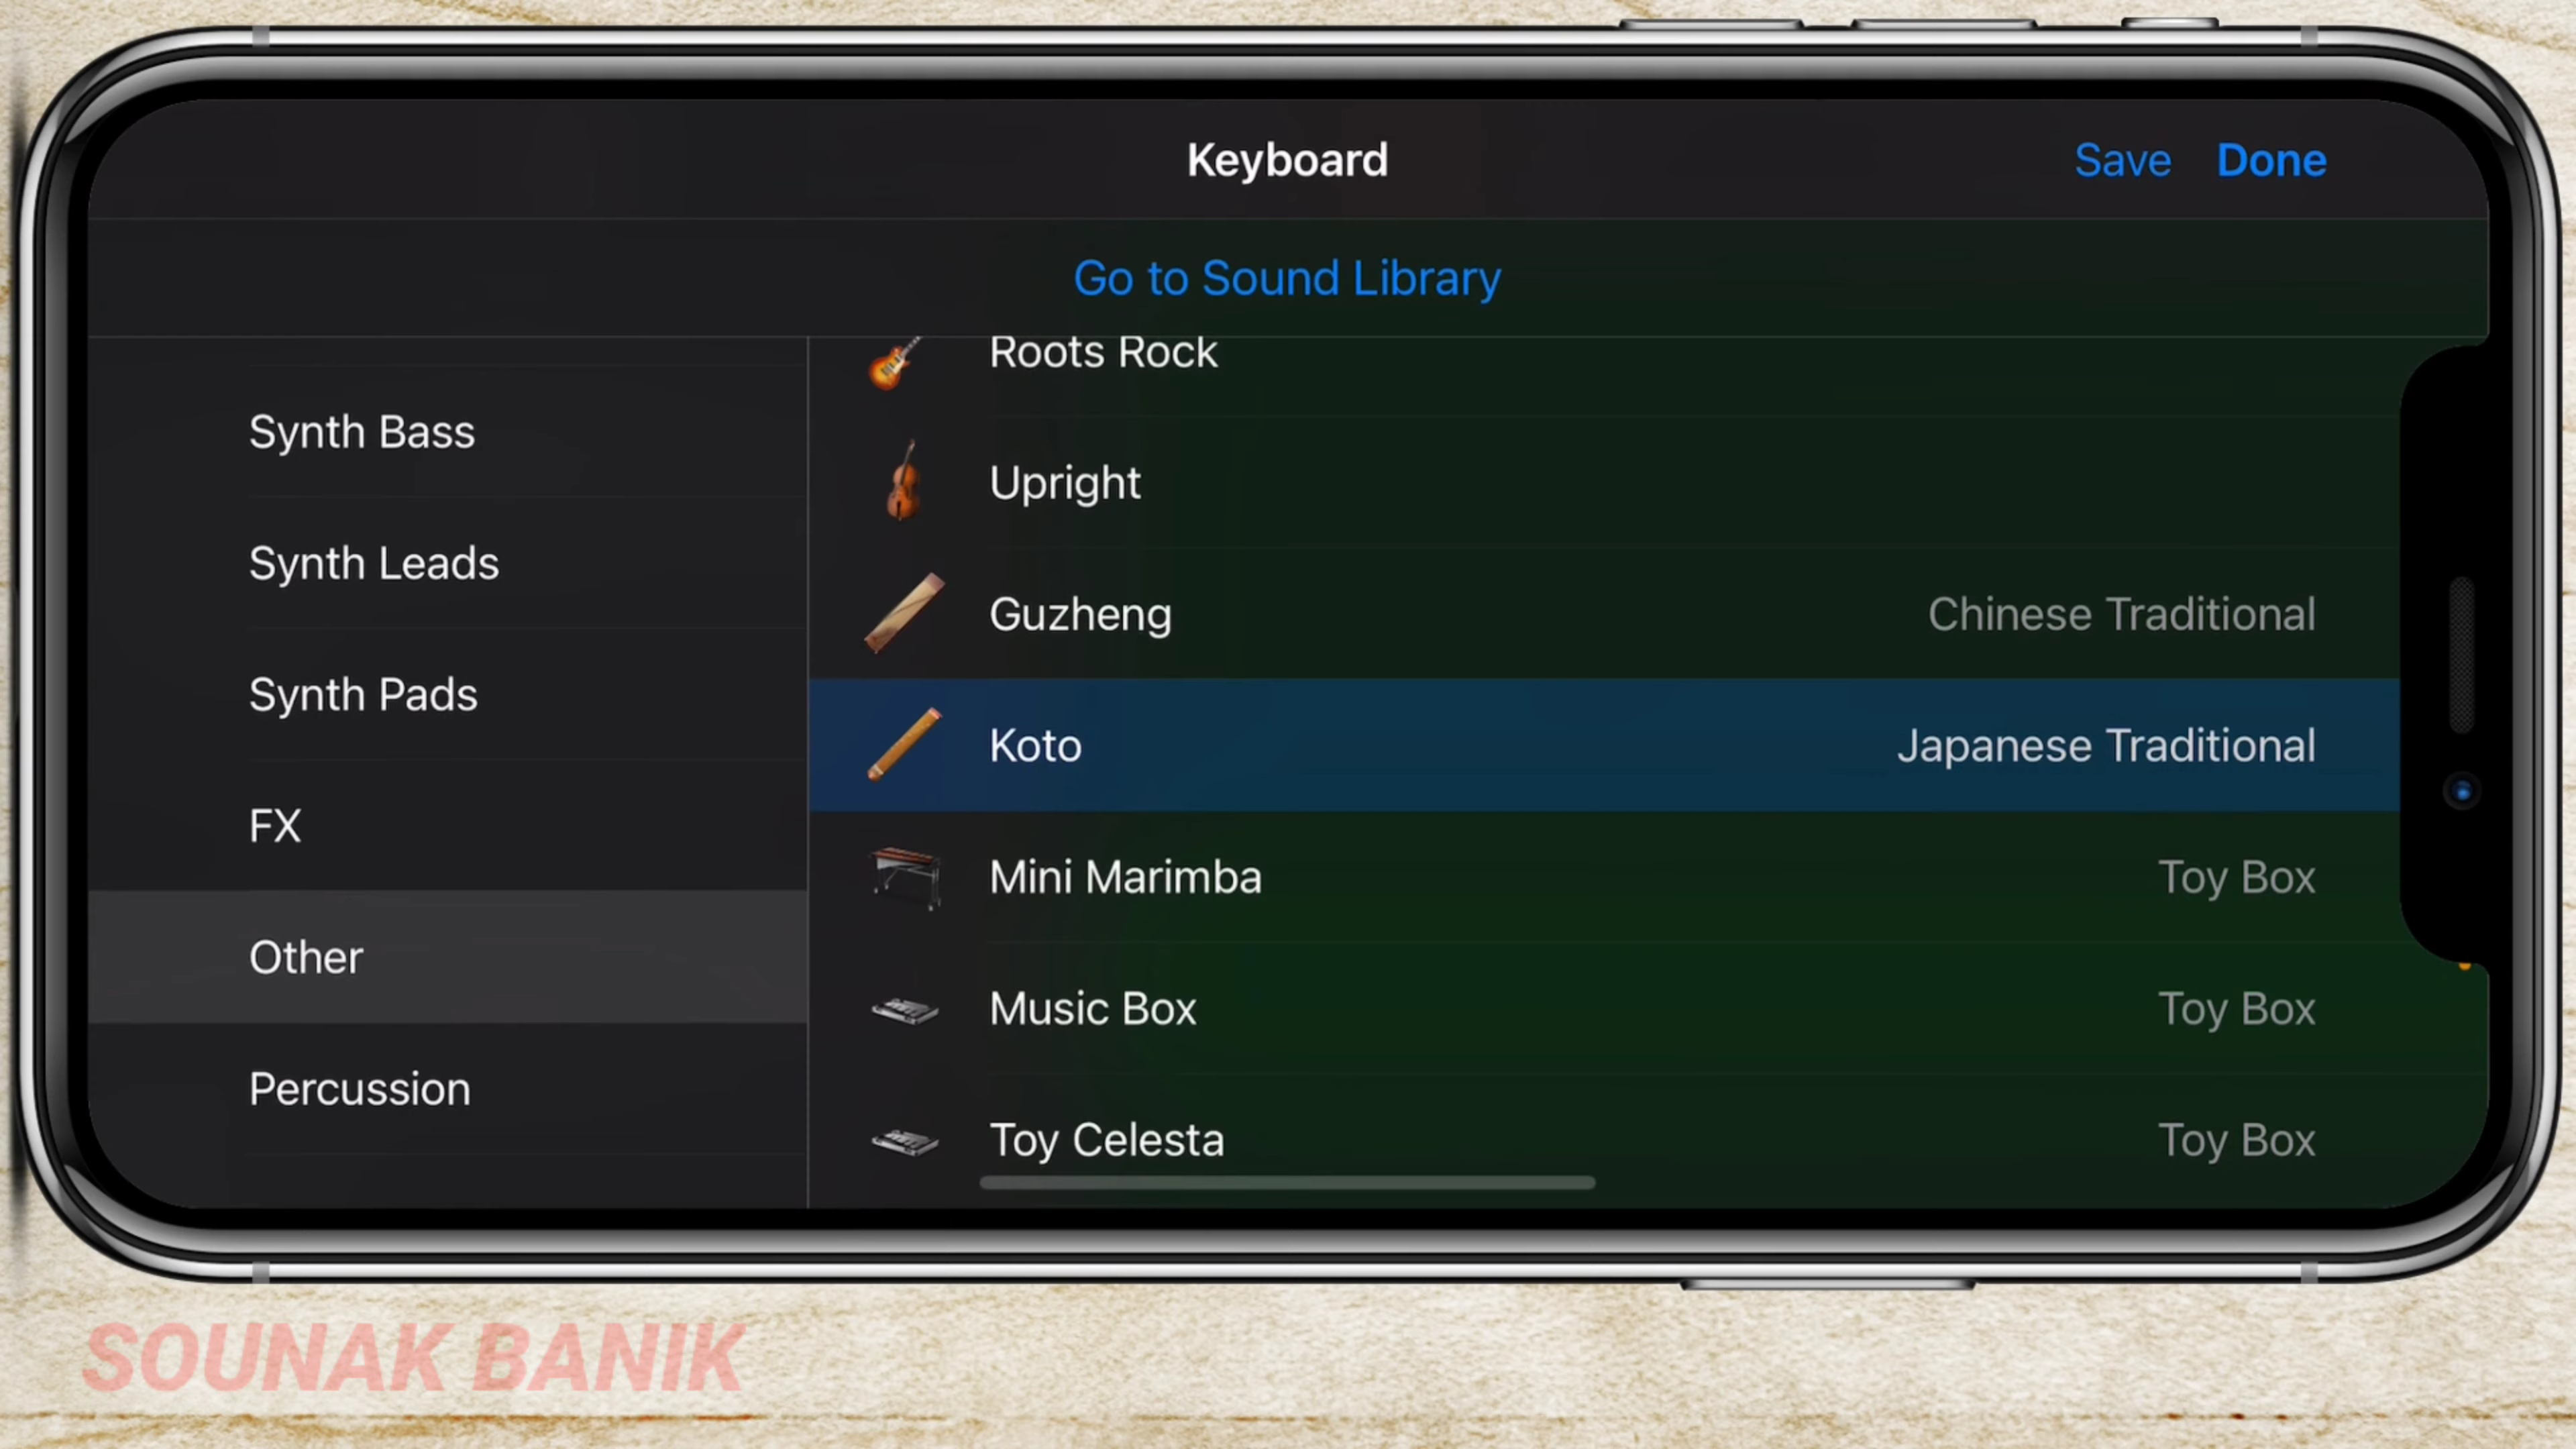 Keyboard
Save Done
Go to Sound Library
Synth Bass
Synth Leads
Synth Pads
FX
Other
Percussion
Roots Rock
Upright
Guzheng Chinese Traditional
Koto Japanese Traditional
Mini Marimba Toy Box
Music Box Toy Box
Toy Celesta Toy Box
SOUNAK BANIK